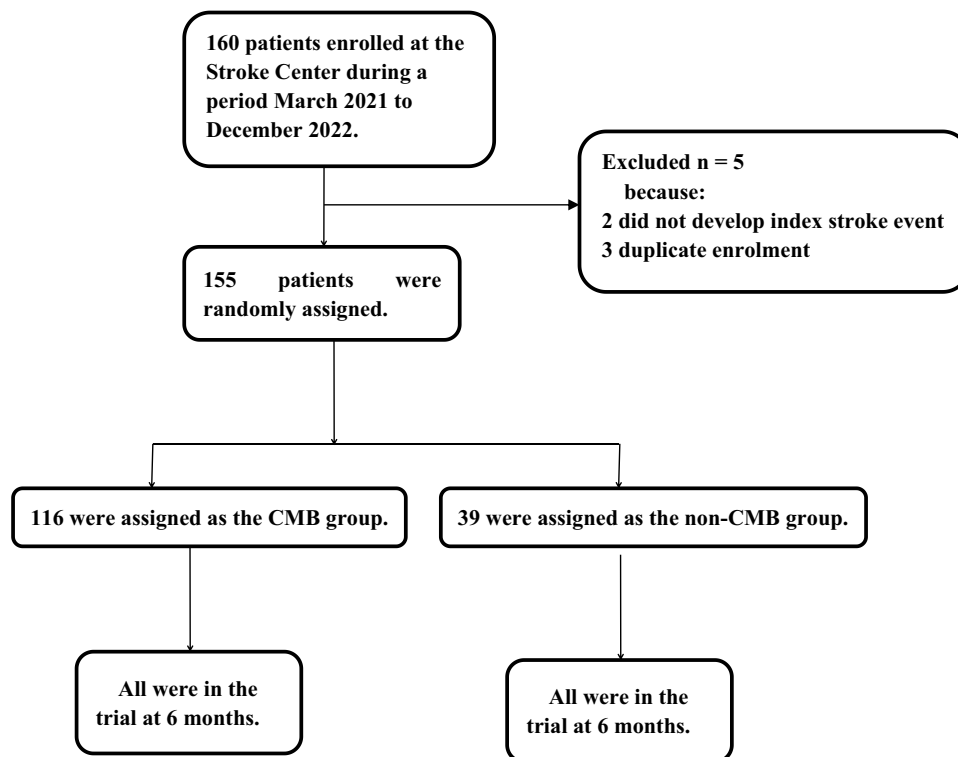 160 patients enrolled at the
Stroke Center during a
period March 2021 to
December 2022.
Excluded n = 5
because:
2 did not develop index stroke event
3 duplicate enrolment
155 patients were
randomly assigned.
116 were assigned as the CMB group.
39 were assigned as the non-CMB group.
All were in the
trial at 6 months.
All were in the
trial at 6 months.